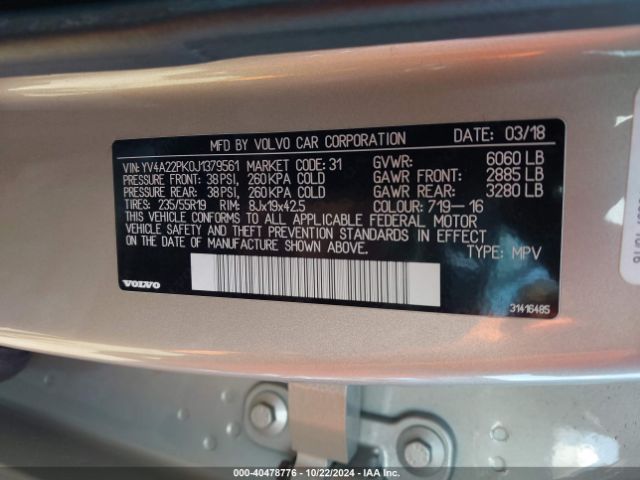 MFD BY VOLVO CAR CORPORATION DATE: 03/18
VIN: YV4A22PK0J1379561 MARKET CODE: 31 GVWR: 6060 LB
PRESSURE FRONT: 38 PSI, 260 KPA COLD GAWR FRONT: 2885 LB
PRESSURE REAR: 38 PSI, 260 KPA COLD GAWR REAR: 3280 LB
TIRES: 235/55R19 RIM: 8Jx19x42.5 COLOUR: 719-16
THIS VEHICLE CONFORMS TO ALL APPLICABLE FEDERAL MOTOR
VEHICLE SAFETY AND THEFT PREVENTION STANDARDS IN EFFECT
ON THE DATE OF MANUFACTURE SHOWN ABOVE. TYPE: MPV
VOLVO
31416485
000-40478776 - 10/22/2024 - IAA Inc.